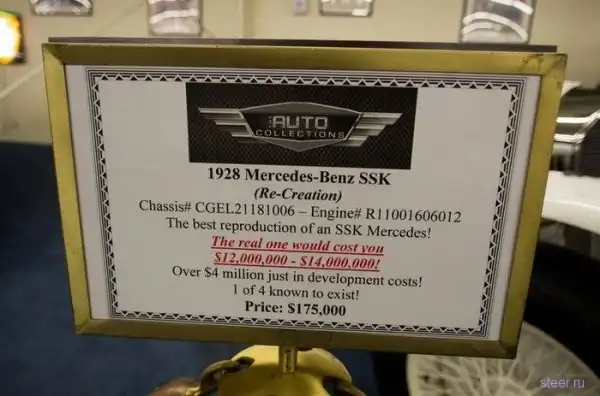 THE AUTO
COLLECTIONS
1928 Mercedes-Benz SSK
(Re-Creation)
Chassis# CGEL21181006 – Engine# R11001606012
The best reproduction of an SSK Mercedes!
The real one would cost you
$12,000,000 - $14,000,000!
Over $4 million just in development costs!
1 of 4 known to exist!
Price: $175,000
steer.ru